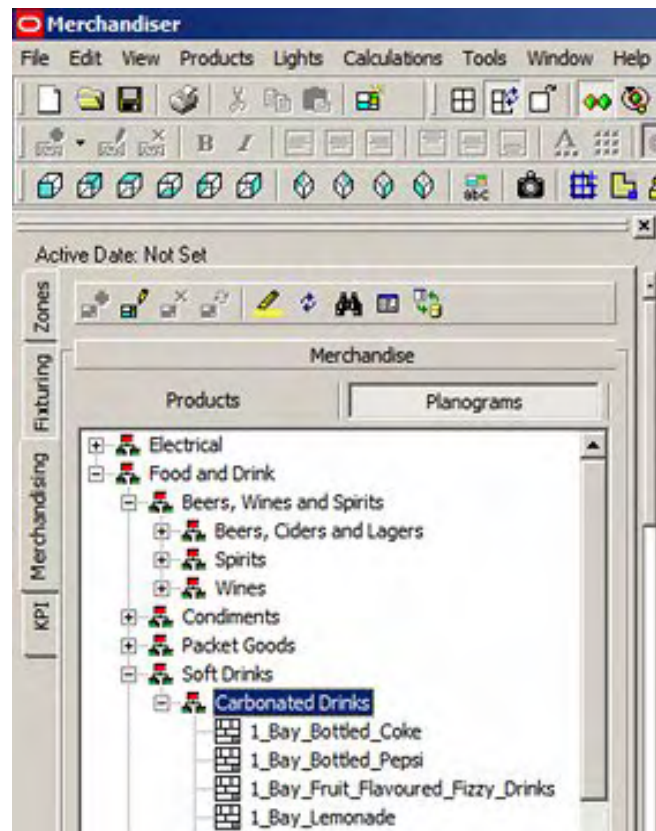 Merchandiser
File Edit View Products Lights Calculations Tools Window Help
B I A
abc
Active Date: Not Set
Zones
Fixturing
Merchandising
KPI
Merchandise
Products Planograms
Electrical
Food and Drink
Beers, Wines and Spirits
Beers, Ciders and Lagers
Spirits
Wines
Condiments
Packet Goods
Soft Drinks
Carbonated Drinks
1_Bay_Bottled_Coke
1_Bay_Bottled_Pepsi
1_Bay_Fruit_Flavoured_Fizzy_Drinks
1_Bay_Lemonade